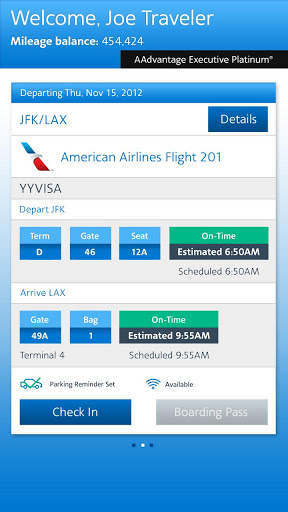 Welcome, Joe Traveler
Mileage balance: 454,424
AAdvantage Executive Platinum®
Departing Thu, Nov 15, 2012
JFK/LAX
Details
American Airlines Flight 201
YYVISA
Depart JFK
Term Gate Seat On-Time
D 46 12A Estimated 6:50AM
Scheduled 6:50AM
Arrive LAX
Gate Bag On-Time
49A 1 Estimated 9:55AM
Terminal 4 Scheduled 9:55AM
Parking Reminder Set Available
Check In Boarding Pass